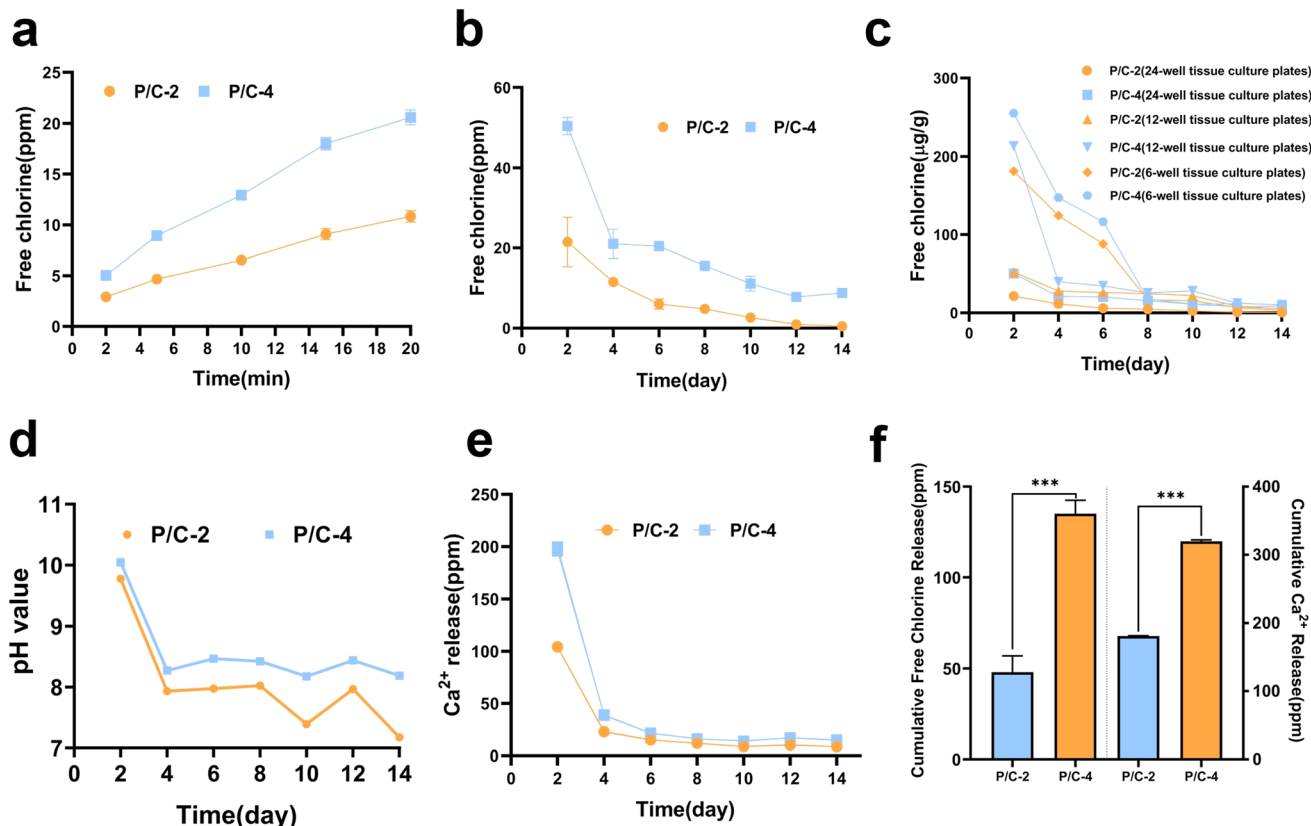 a
25
20
15
10
5
0
Free chlorine(ppm)
P/C-2
P/C-4
0 2 4 6 8 10 12 14 16 18 20
Time(min)
b
60
40
20
0
Free chlorine(ppm)
P/C-2
P/C-4
0 2 4 6 8 10 12 14
Time(day)
c
300
200
100
0
Free chlorine(μg/g)
P/C-2(24-well tissue culture plates)
P/C-4(24-well tissue culture plates)
P/C-2(12-well tissue culture plates)
P/C-4(12-well tissue culture plates)
P/C-2(6-well tissue culture plates)
P/C-4(6-well tissue culture plates)
0 2 4 6 8 10 12 14
Time(day)
d
11
10
9
8
7
pH value
P/C-2
P/C-4
0 2 4 6 8 10 12 14
Time(day)
e
250
200
150
100
50
0
Ca²⁺ release(ppm)
P/C-2
P/C-4
0 2 4 6 8 10 12 14
Time(day)
f
150
100
50
0
Cumulative Free Chlorine Release(ppm)
***
***
400
300
200
100
0
Cumulative Ca²⁺ Release(ppm)
P/C-2 P/C-4 P/C-2 P/C-4